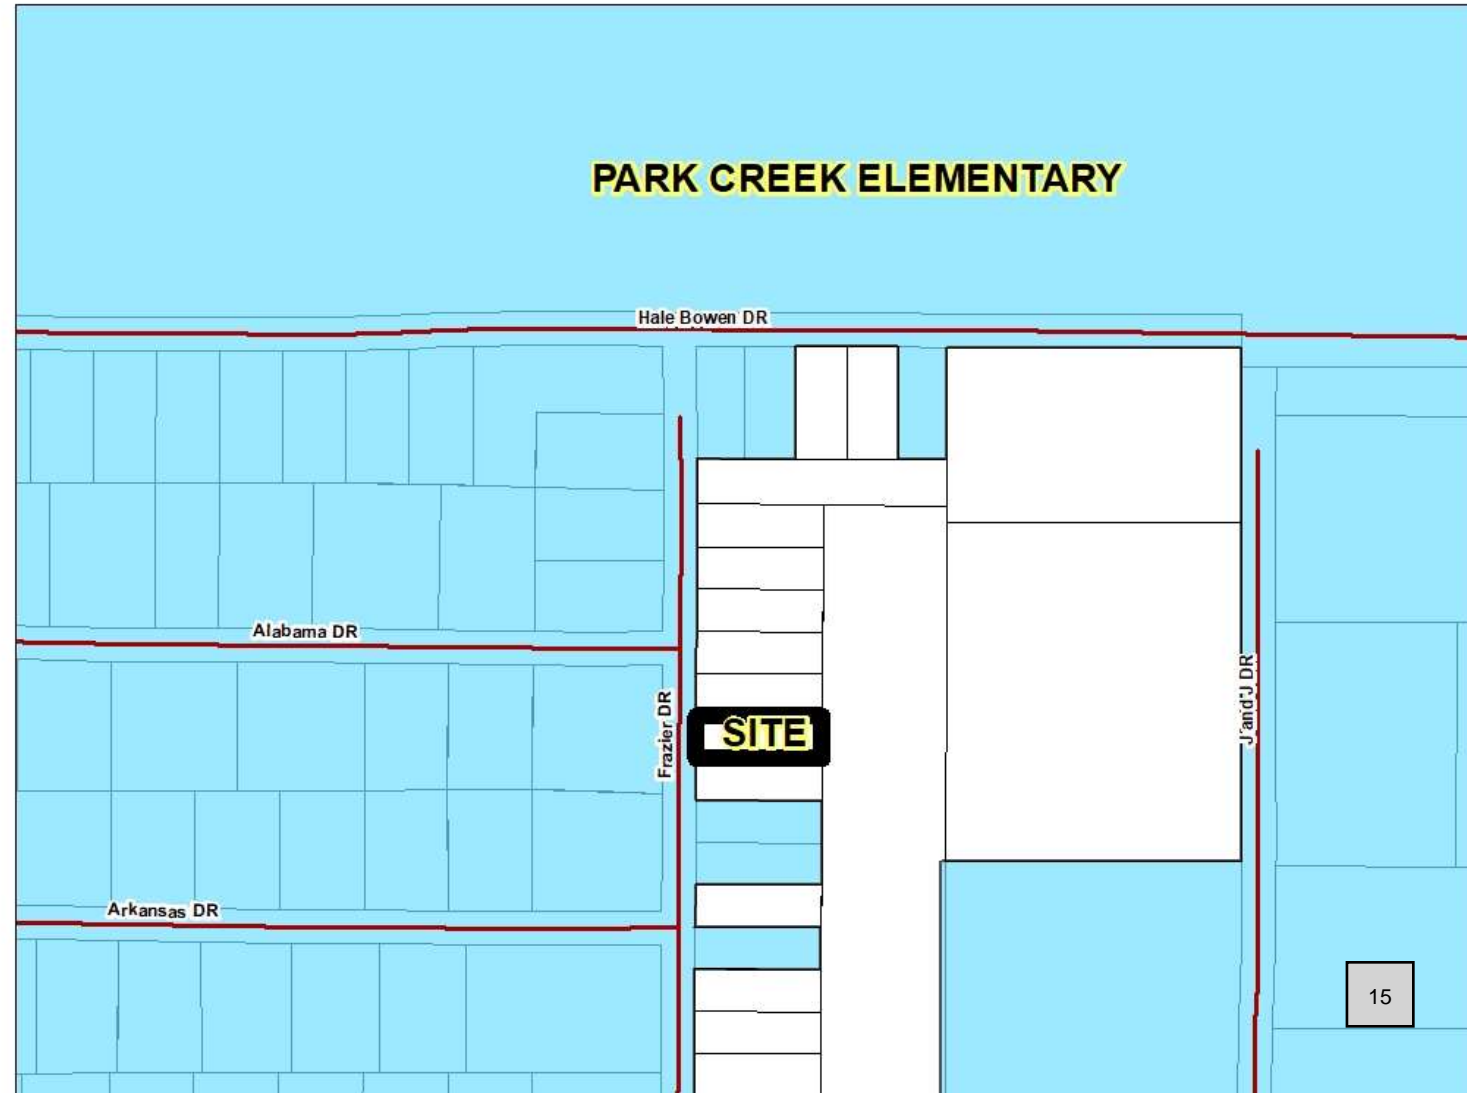 PARK CREEK ELEMENTARY
Hale Bowen DR
Alabama DR
Frazier DR
SITE
J and J DR
Arkansas DR
15